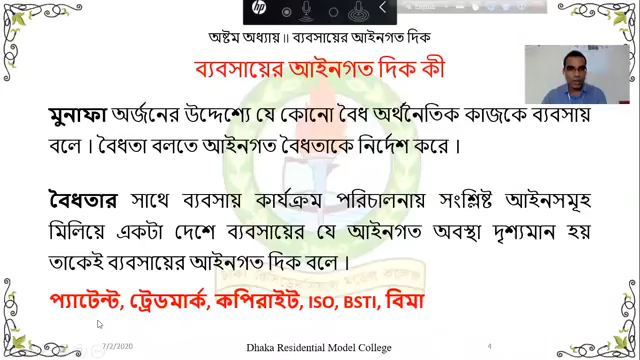 hp
English
অষ্টম অধ্যায়॥ ব্যবসায়ের আইনগত দিক
ব্যবসায়ের আইনগত দিক কী
মুনাফা অর্জনের উদ্দেশ্যে যে কোনো বৈধ অর্থনৈতিক কাজকে ব্যবসায়
বলে । বৈধতা বলতে আইনগত বৈধতাকে নির্দেশ করে ।
বৈধতার সাথে ব্যবসায় কার্যক্রম পরিচালনায় সংশ্লিষ্ট আইনসমূহ
মিলিয়ে একটা দেশে ব্যবসায়ের যে আইনগত অবস্থা দৃশ্যমান হয়
তাকেই ব্যবসায়ের আইনগত দিক বলে ।
প্যাটেন্ট, ট্রেডমার্ক, কপিরাইট, ISO, BSTI, বিমা
7/2/2020
Dhaka Residential Model College
4